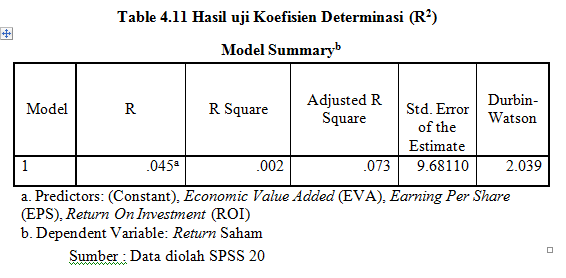 Table 4.11 Hasil uji Koefisien Determinasi (R²)
Model Summaryᵇ
Model R R Square Adjusted R Square Std. Error of the Estimate Durbin-Watson
1 .045ᵃ .002 .073 9.68110 2.039
a. Predictors: (Constant), Economic Value Added (EVA), Earning Per Share
(EPS), Return On Investment (ROI)
b. Dependent Variable: Return Saham
Sumber : Data diolah SPSS 20